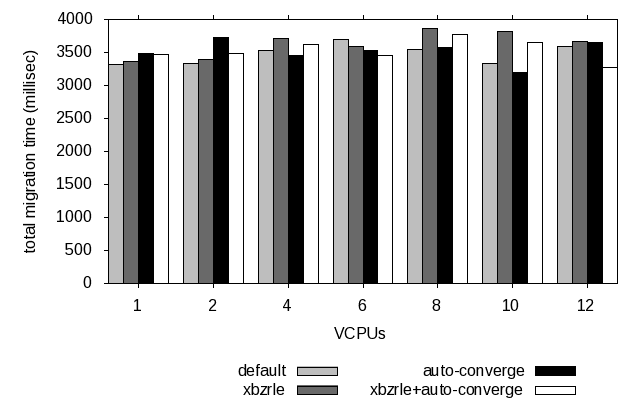 4000
3500
3000
2500
2000
1500
1000
500
0
total migration time (millisec)
1 2 4 6 8 10 12
VCPUs
default auto-converge
xbzrle xbzrle+auto-converge